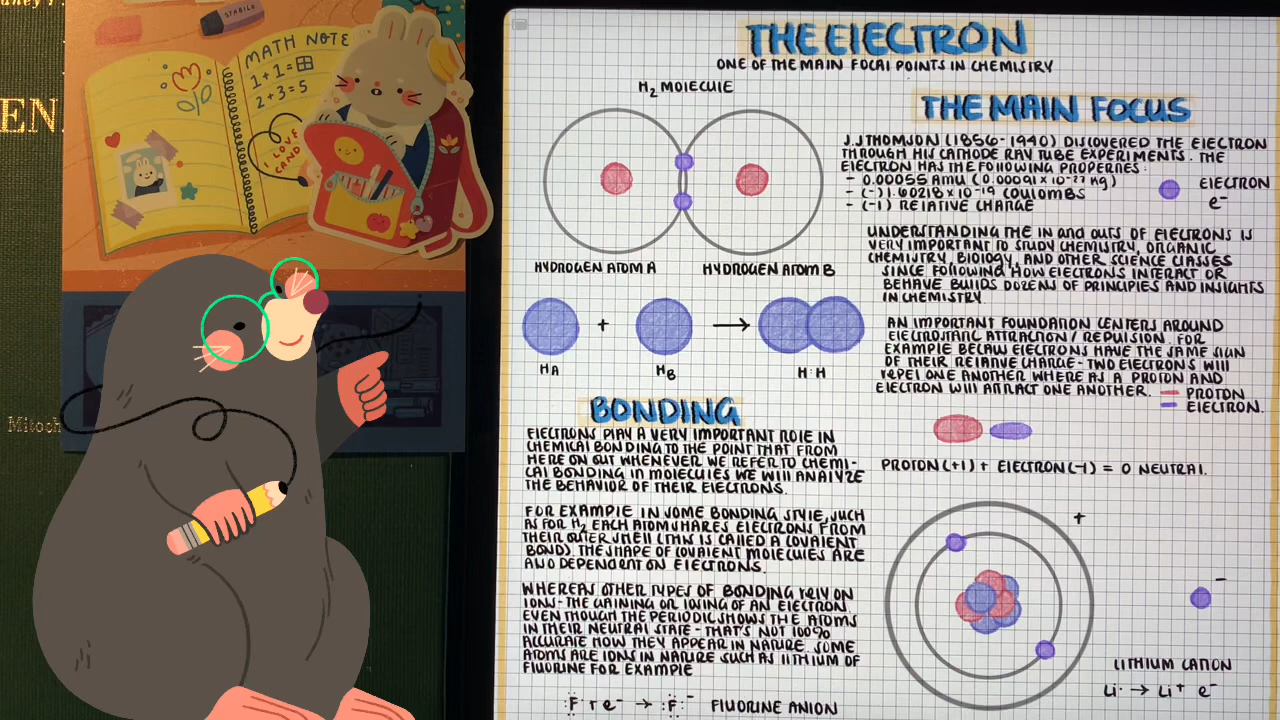 EN
Mitoch
STABILO
MATH NOTE
1+1=田
2+3=5
I LOVE
CAND
THE ELECTRON
ONE OF THE MAIN FOCAL POINTS IN CHEMISTRY
H₂ MOLECULE
HYDROGEN ATOM A HYDROGEN ATOM B
HA + HB → H:H
BONDING
ELECTRONS PLAY A VERY IMPORTANT ROLE IN
CHEMICAL BONDING TO THE POINT THAT FROM
HERE ON OUT WHENEVER WE REFER TO CHEMI-
CAL BONDING IN MOLECULES WE WILL ANALYZE
THE BEHAVIOR OF THEIR ELECTRONS.
FOR EXAMPLE IN SOME BONDING STYLE, SUCH
AS FOR H₂ EACH ATOM SHARES ELECTRONS FROM
THEIR OUTER SHELL (THIS IS CALLED A COVALENT
BOND). THE SHAPE OF COVALENT MOLECULES ARE
ALSO DEPENDENT ON ELECTRONS.
WHEREAS OTHER TYPES OF BONDING RELY ON
IONS - THE GAINING OR LOSING OF AN ELECTRON.
EVEN THOUGH THE PERIODIC SHOWS THE ATOMS
IN THEIR NEUTRAL STATE - THAT'S NOT 100%
ACCURATE HOW THEY APPEAR IN NATURE. SOME
ATOMS ARE IONS IN NATURE SUCH AS LITHIUM OF
FLUORINE FOR EXAMPLE
F + e⁻ → :F:⁻ FLUORINE ANION
THE MAIN FOCUS
J.J THOMSON (1856-1940) DISCOVERED THE ELECTRON
THROUGH HIS CATHODE RAY TUBE EXPERIMENTS. THE
ELECTRON HAS THE FOLLOWING PROPERTIES:
- 0.00055 AMU (0.00091 x 10⁻²⁷ kg)
- (-) 1.60218 x 10⁻¹⁹ COULOMBS
- (-1) RELATIVE CHARGE
ELECTRON
e⁻
UNDERSTANDING THE IN and OUTS OF ELECTRONS IS
VERY IMPORTANT TO STUDY CHEMISTRY, ORGANIC
CHEMISTRY, BIOLOGY, AND OTHER SCIENCE CLASSES
SINCE FOLLOWING HOW ELECTRONS INTERACT OR
BEHAVE BUILDS DOZENS OF PRINCIPLES AND INSIGHTS
IN CHEMISTRY.
AN IMPORTANT FOUNDATION CENTERS AROUND
ELECTROSTATIC ATTRACTION / REPULSION. FOR
EXAMPLE BECAUSE ELECTRONS HAVE THE SAME SIGN
OF THEIR RELATIVE CHARGE - TWO ELECTRONS WILL
REPEL ONE ANOTHER WHERE AS A PROTON AND
ELECTRON WILL ATTRACT ONE ANOTHER.
PROTON
ELECTRON.
PROTON (+1) + ELECTRON (-1) = 0 NEUTRAL.
+
-
LITHIUM CATION
Li· → Li⁺ e⁻